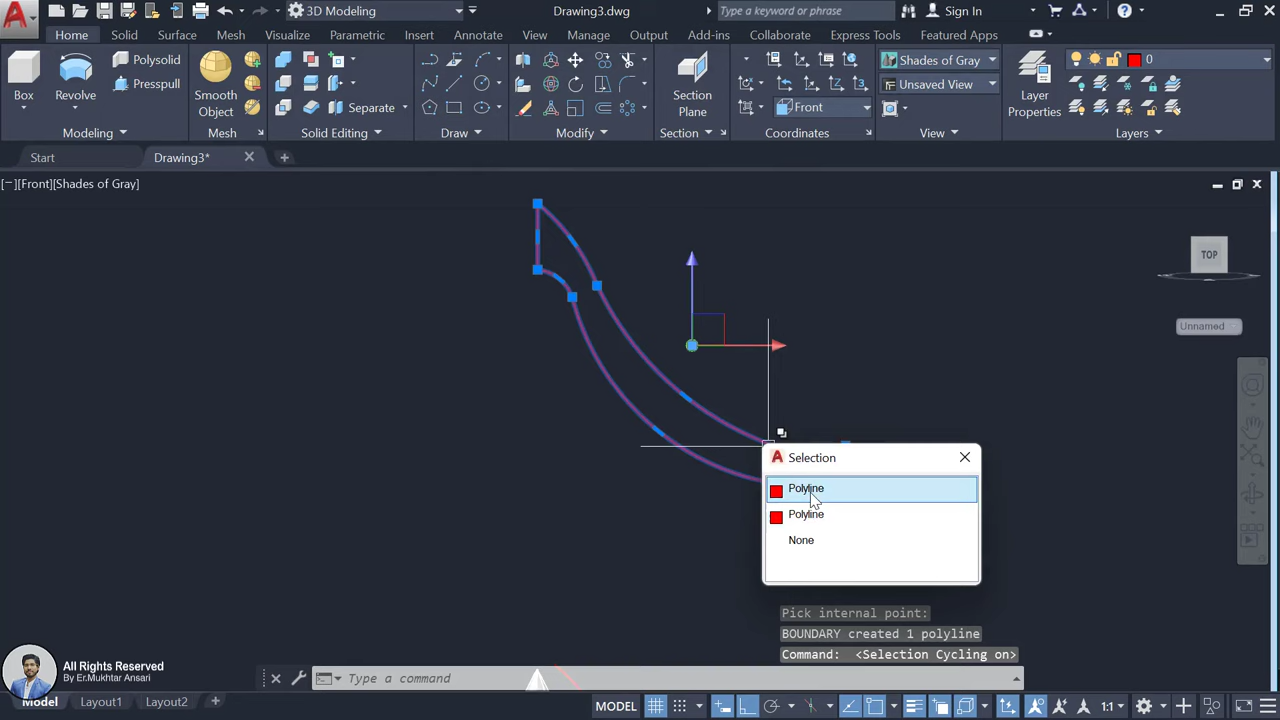 3D Modeling
Drawing3.dwg
Type a keyword or phrase
Sign In
Home
Solid
Surface
Mesh
Visualize
Parametric
Insert
Annotate
View
Manage
Output
Add-ins
Collaborate
Express Tools
Featured Apps
Box
Revolve
Polysolid
Presspull
Smooth
Object
Separate
Section
Plane
Front
Shades of Gray
Unsaved View
Layer
Properties
0
Modeling
Mesh
Solid Editing
Draw
Modify
Section
Coordinates
View
Layers
Start
Drawing3*
[−][Front][Shades of Gray]
TOP
Unnamed
Selection
Polyline
Polyline
None
Pick internal point:
BOUNDARY created 1 polyline
Command:  <Selection Cycling on>
Type a command
All Rights Reserved
By Er.Mukhtar Ansari
Model
Layout1
Layout2
MODEL
1:1